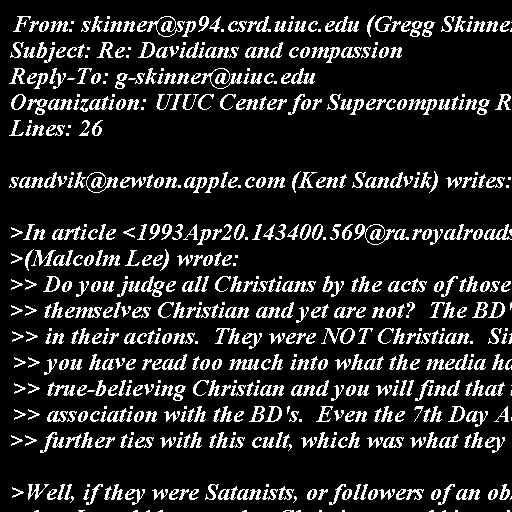 From: skinner@sp94.csrd.uiuc.edu (Gregg Skinner
Subject: Re: Davidians and compassion
Reply-To: g-skinner@uiuc.edu
Organization: UIUC Center for Supercomputing R
Lines: 26
sandvik@newton.apple.com (Kent Sandvik) writes:
>In article <1993Apr20.143400.569@ra.royalroads
>(Malcolm Lee) wrote:
>> Do you judge all Christians by the acts of those
>> themselves Christian and yet are not?  The BD'
>> in their actions.  They were NOT Christian.  Sin
>> you have read too much into what the media ha
>> true-believing Christian and you will find that
>> association with the BD's.  Even the 7th Day A
>> further ties with this cult, which was what they
>Well, if they were Satanists, or followers of an ob